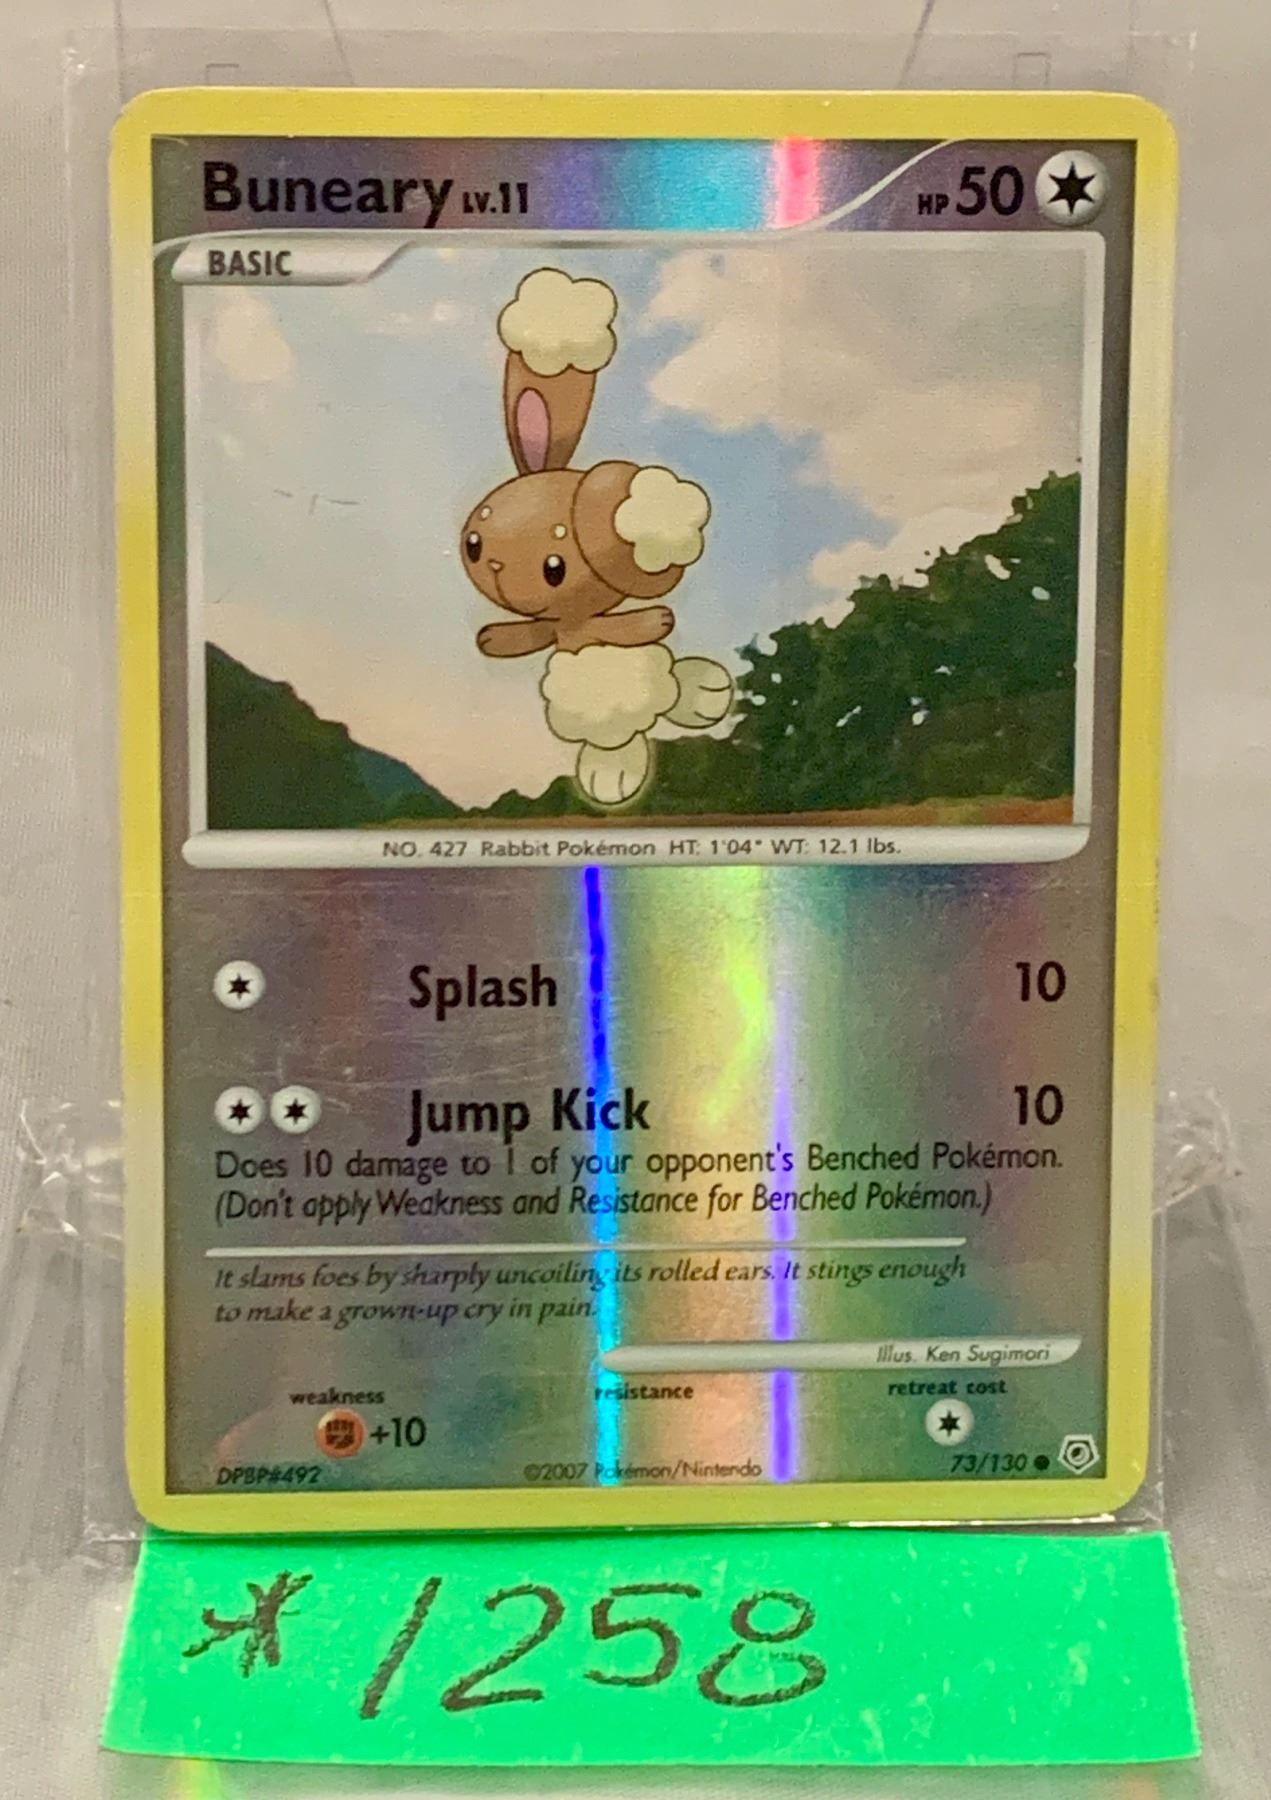 Buneary LV.11 HP 50
BASIC
NO. 427 Rabbit Pokémon HT: 1'04" WT: 12.1 lbs.
Splash 10
Jump Kick 10
Does 10 damage to 1 of your opponent's Benched Pokémon.
(Don't apply Weakness and Resistance for Benched Pokémon.)
It slams foes by sharply uncoiling its rolled ears. It stings enough
to make a grown-up cry in pain.
Illus. Ken Sugimori
weakness resistance retreat cost
+10
DPBP#492 ©2007 Pokémon/Nintendo 73/130
*1258